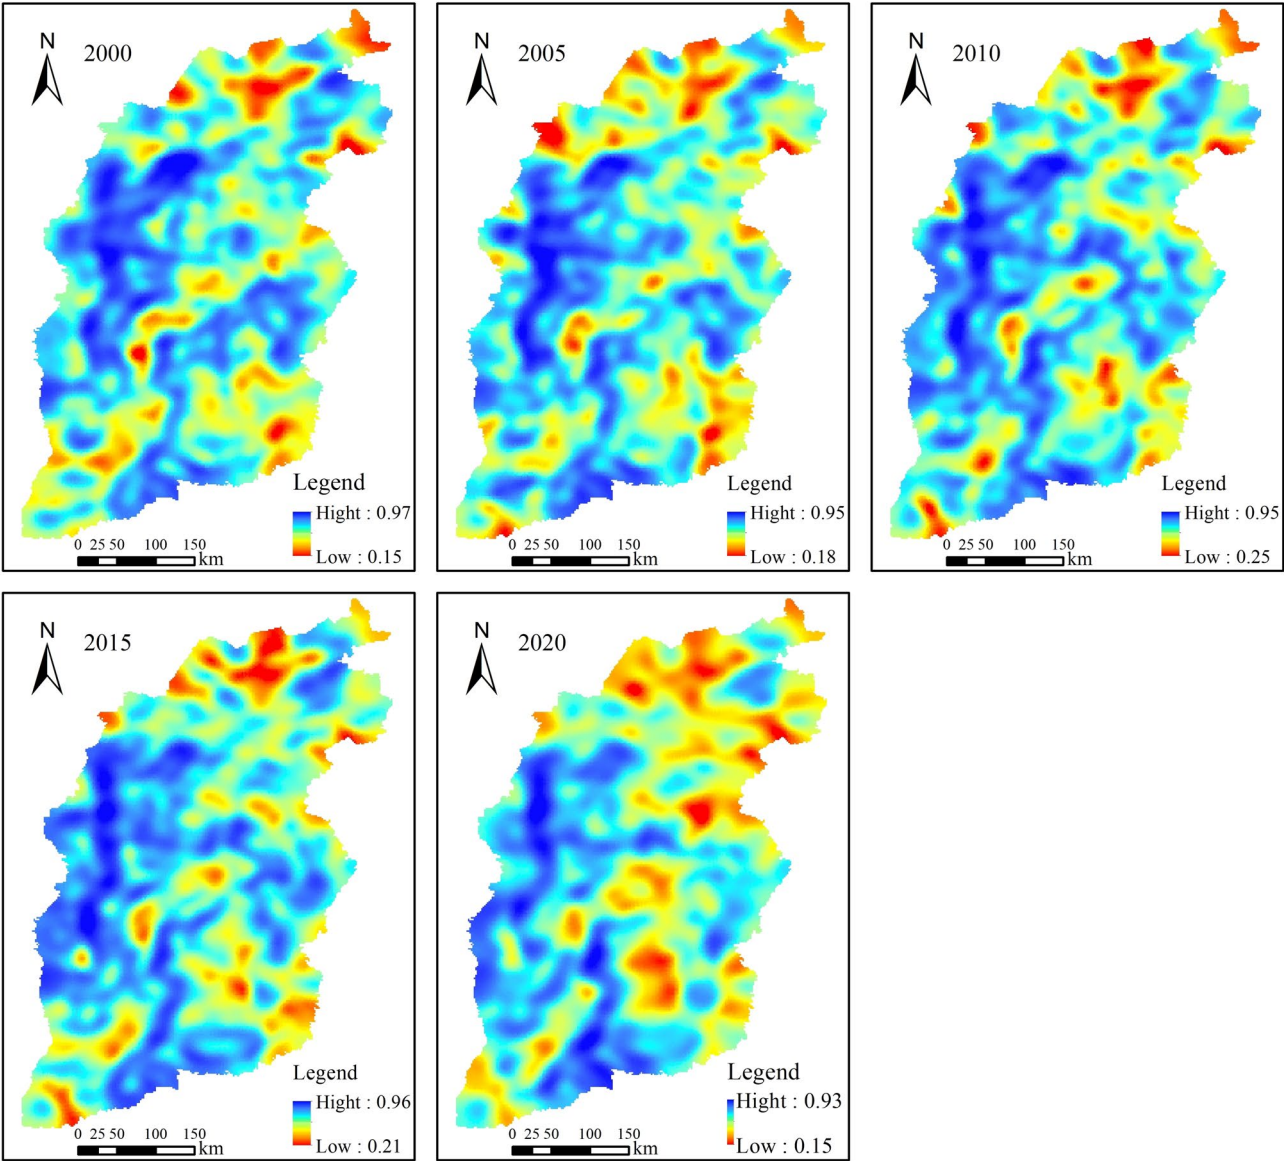 N
2000
Legend
Hight : 0.97
Low : 0.15
0 25 50 100 150
km
N
2005
Legend
Hight : 0.95
Low : 0.18
0 25 50 100 150
km
N
2010
Legend
Hight : 0.95
Low : 0.25
0 25 50 100 150
km
N
2015
Legend
Hight : 0.96
Low : 0.21
0 25 50 100 150
km
N
2020
Legend
Hight : 0.93
Low : 0.15
0 25 50 100 150
km